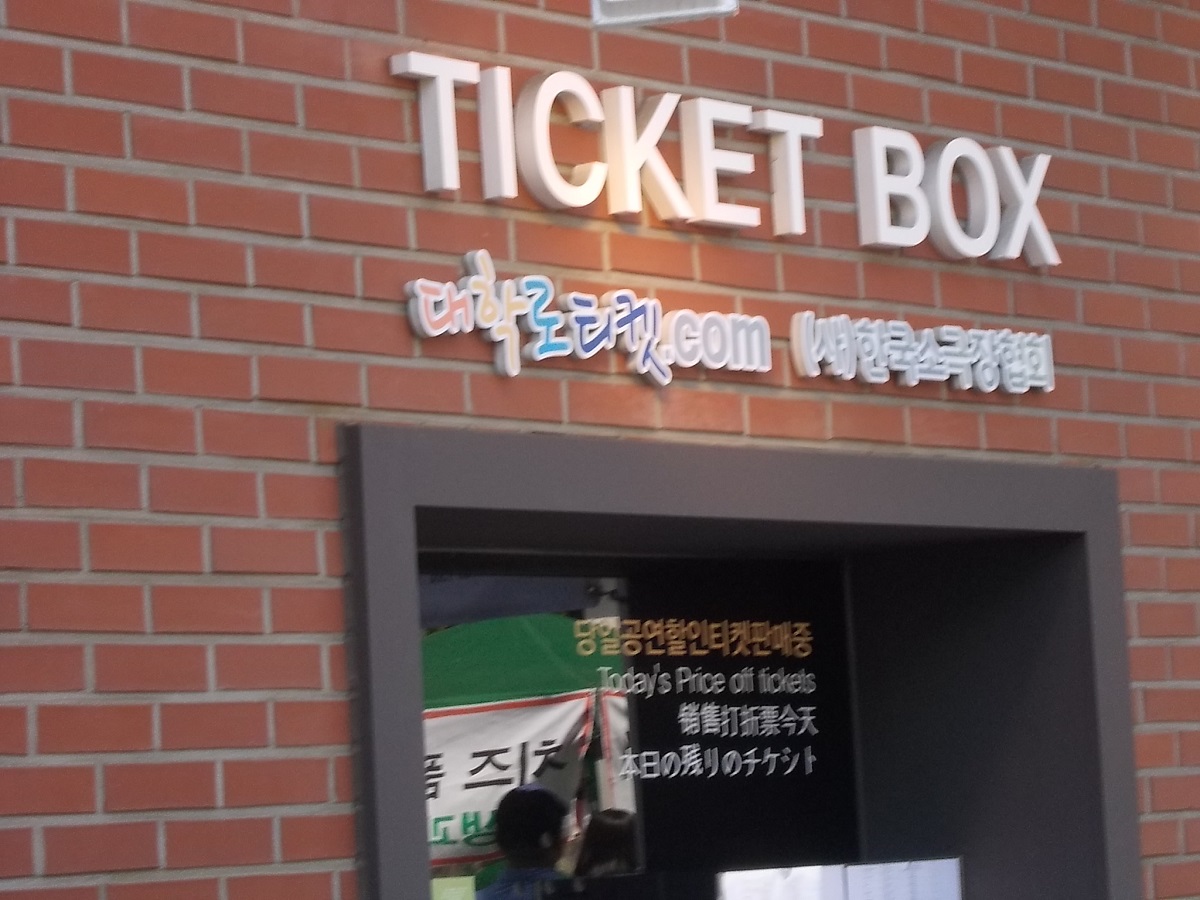 TICKET BOX
대학로티켓.com (사)한국소극장협회
당일공연할인티켓판매중
Today's Price off tickets
销售打折票今天
本日の残りのチケット